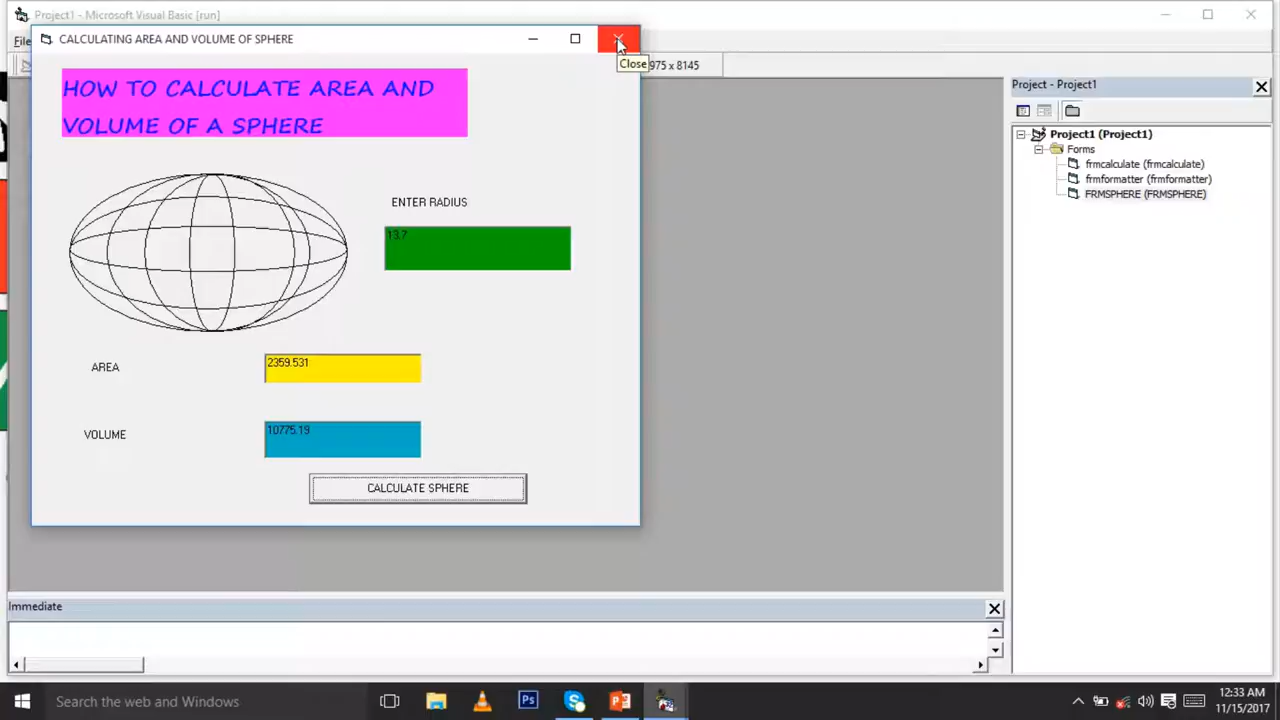 Project1 - Microsoft Visual Basic [run]
CALCULATING AREA AND VOLUME OF SPHERE
File
Close
975 x 8145
Project - Project1
HOW TO CALCULATE AREA AND
VOLUME OF A SPHERE
Project1 (Project1)
Forms
frmcalculate (frmcalculate)
frmformatter (frmformatter)
FRMSPHERE (FRMSPHERE)
ENTER RADIUS
13.7
AREA
2359.531
VOLUME
10775.19
CALCULATE SPHERE
Immediate
Search the web and Windows
Ps
12:33 AM
11/15/2017